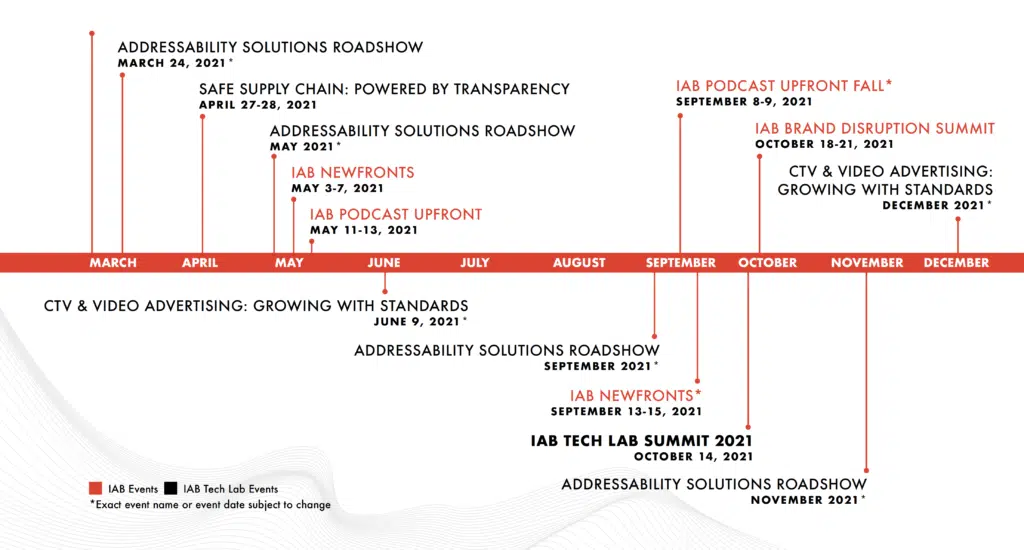 ADDRESSABILITY SOLUTIONS ROADSHOW
MARCH 24, 2021*
SAFE SUPPLY CHAIN: POWERED BY TRANSPARENCY
APRIL 27-28, 2021
ADDRESSABILITY SOLUTIONS ROADSHOW
MAY 2021*
IAB NEWFRONTS
MAY 3-7, 2021
IAB PODCAST UPFRONT
MAY 11-13, 2021
IAB PODCAST UPFRONT FALL*
SEPTEMBER 8-9, 2021
IAB BRAND DISRUPTION SUMMIT
OCTOBER 18-21, 2021
CTV & VIDEO ADVERTISING:
GROWING WITH STANDARDS
DECEMBER 2021*
MARCH APRIL MAY JUNE JULY AUGUST SEPTEMBER OCTOBER NOVEMBER DECEMBER
CTV & VIDEO ADVERTISING: GROWING WITH STANDARDS
JUNE 9, 2021*
ADDRESSABILITY SOLUTIONS ROADSHOW
SEPTEMBER 2021*
IAB NEWFRONTS*
SEPTEMBER 13-15, 2021
IAB TECH LAB SUMMIT 2021
OCTOBER 14, 2021
ADDRESSABILITY SOLUTIONS ROADSHOW
NOVEMBER 2021*
IAB Events IAB Tech Lab Events
*Exact event name or event date subject to change